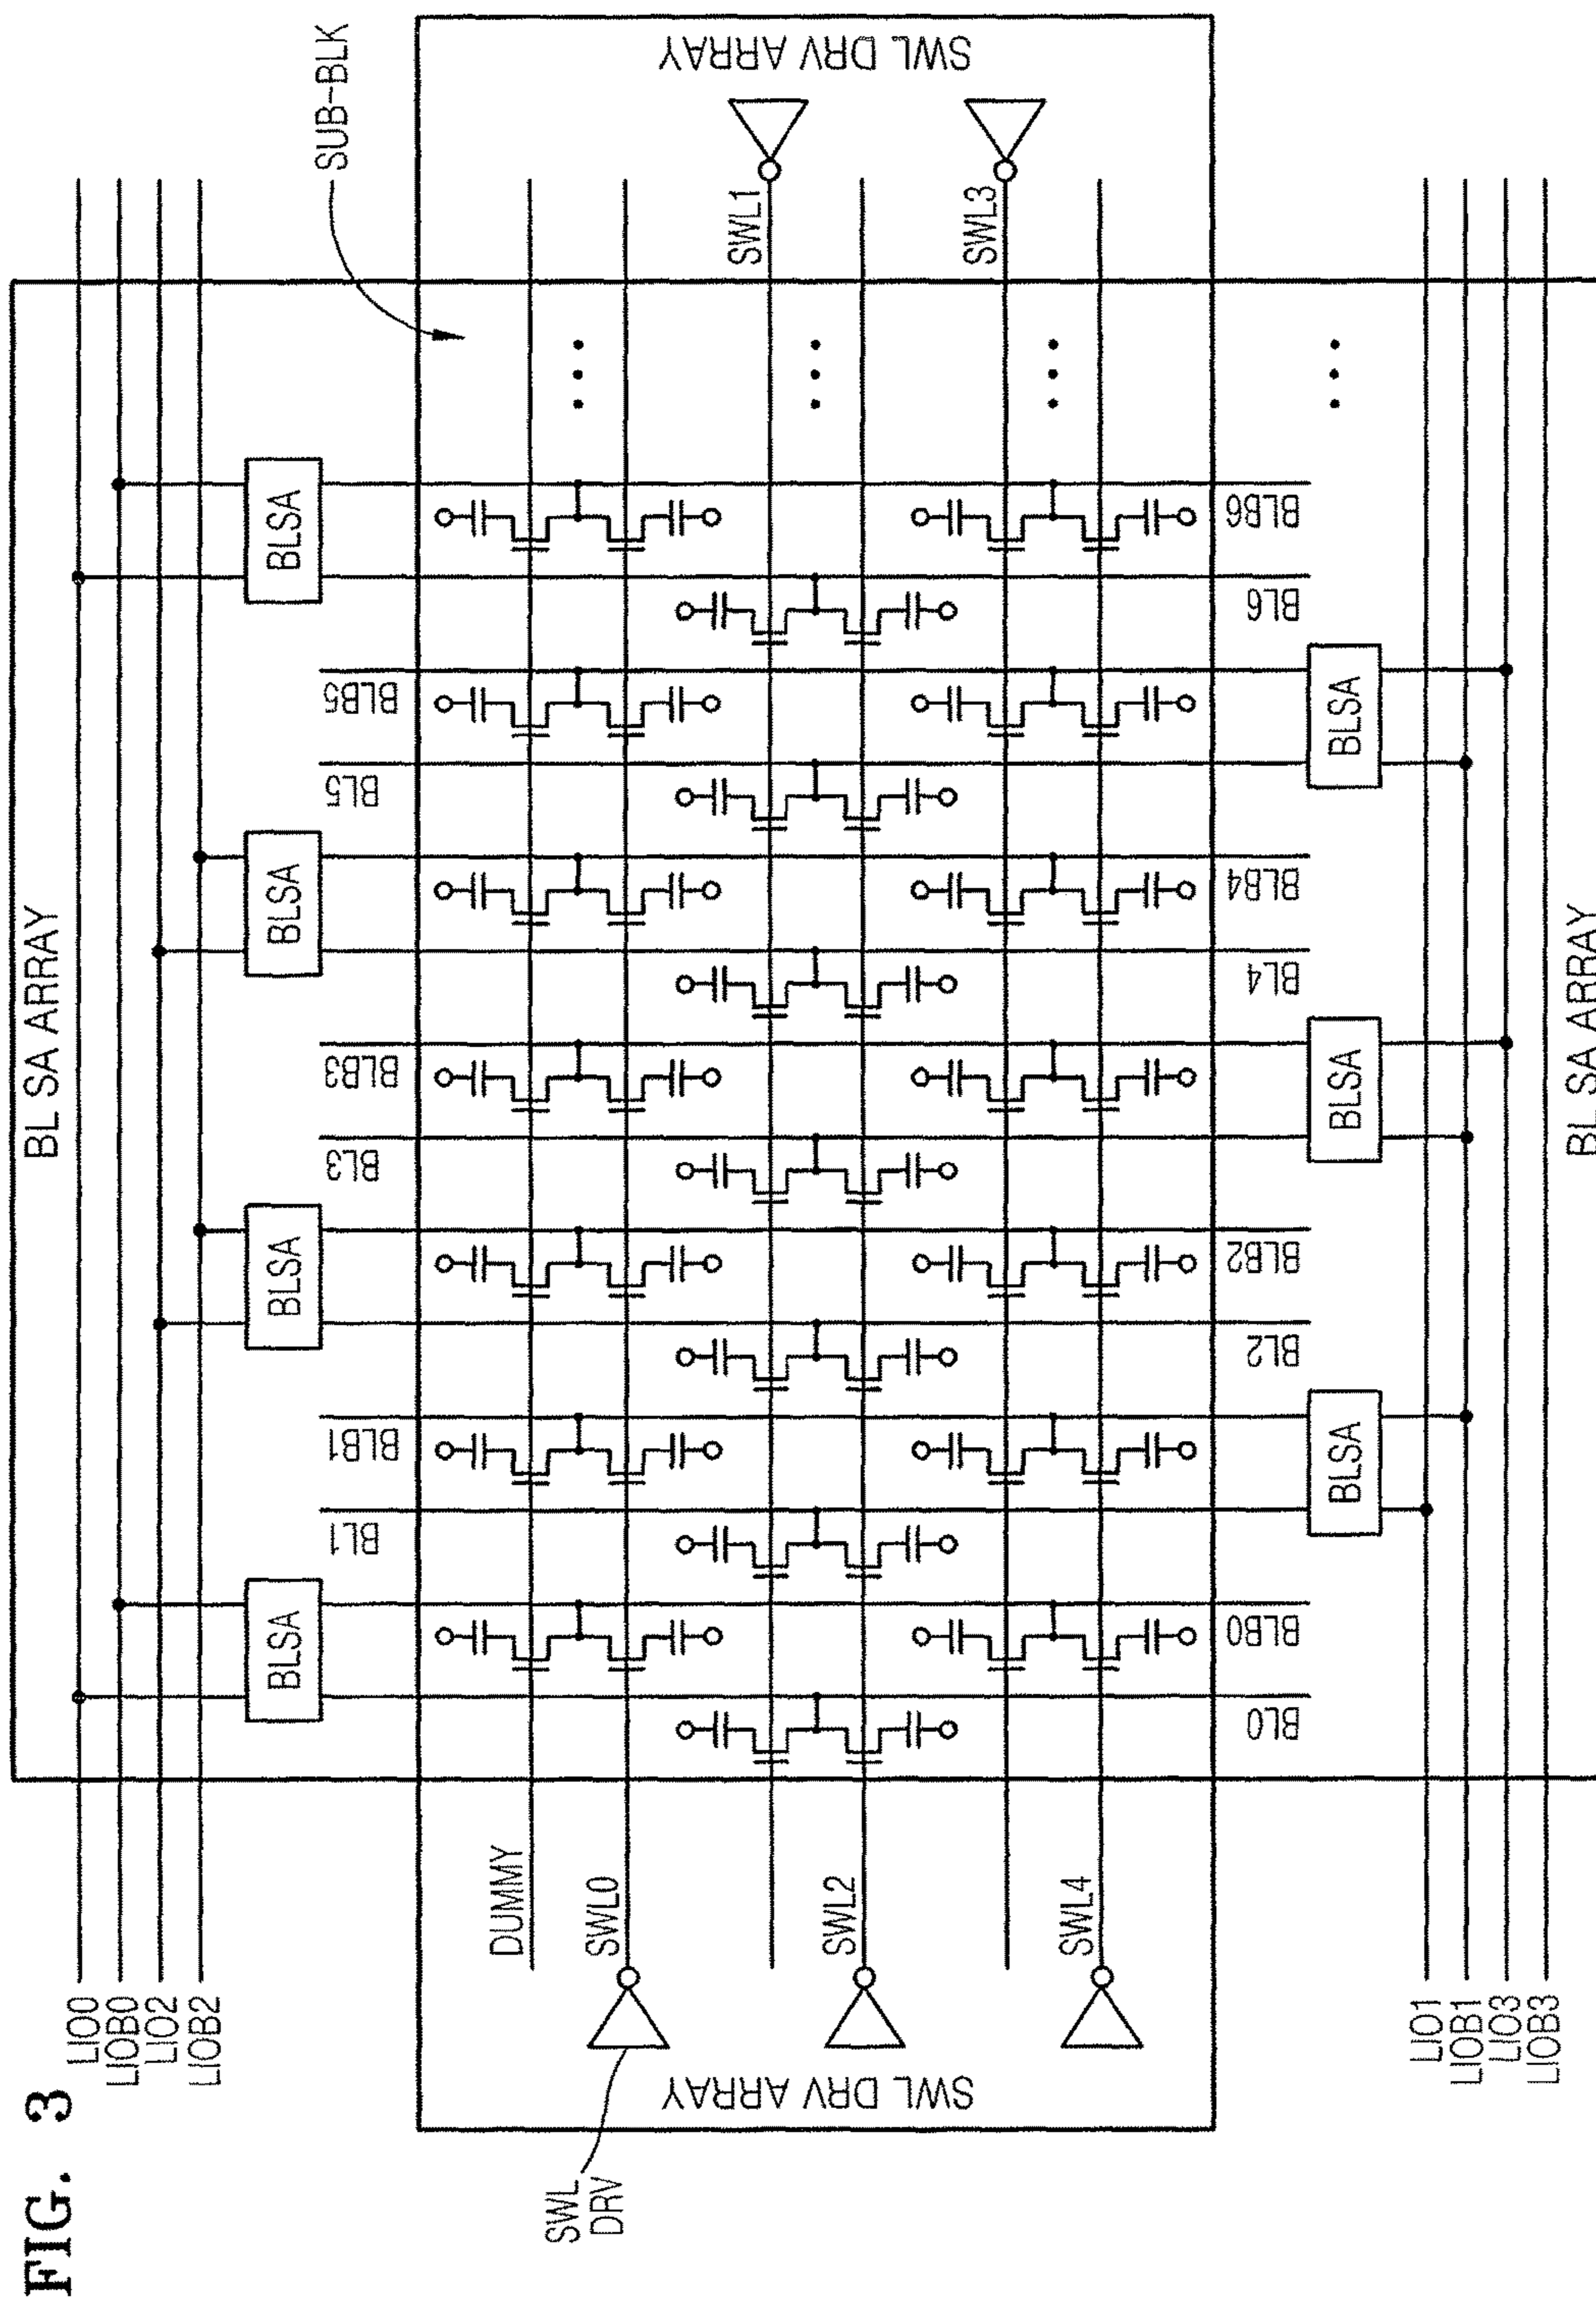 FIG. 3
BL SA ARRAY
LIO0
LIOB0
LIO2
LIOB2
SUB-BLK
BLSA
BLSA
BLSA
BLSA
BL1
BLB1
BL3
BLB3
BL5
BLB5
SWL DRV ARRAY
SWL
DRV
SWL DRV ARRAY
DUMMY
SWL0
SWL1
SWL2
SWL3
SWL4
BL0
BLB0
BL2
BLB2
BL4
BLB4
BL6
BLB6
BLSA
BLSA
BLSA
LIO1
LIOB1
LIO3
LIOB3
BL SA ARRAY